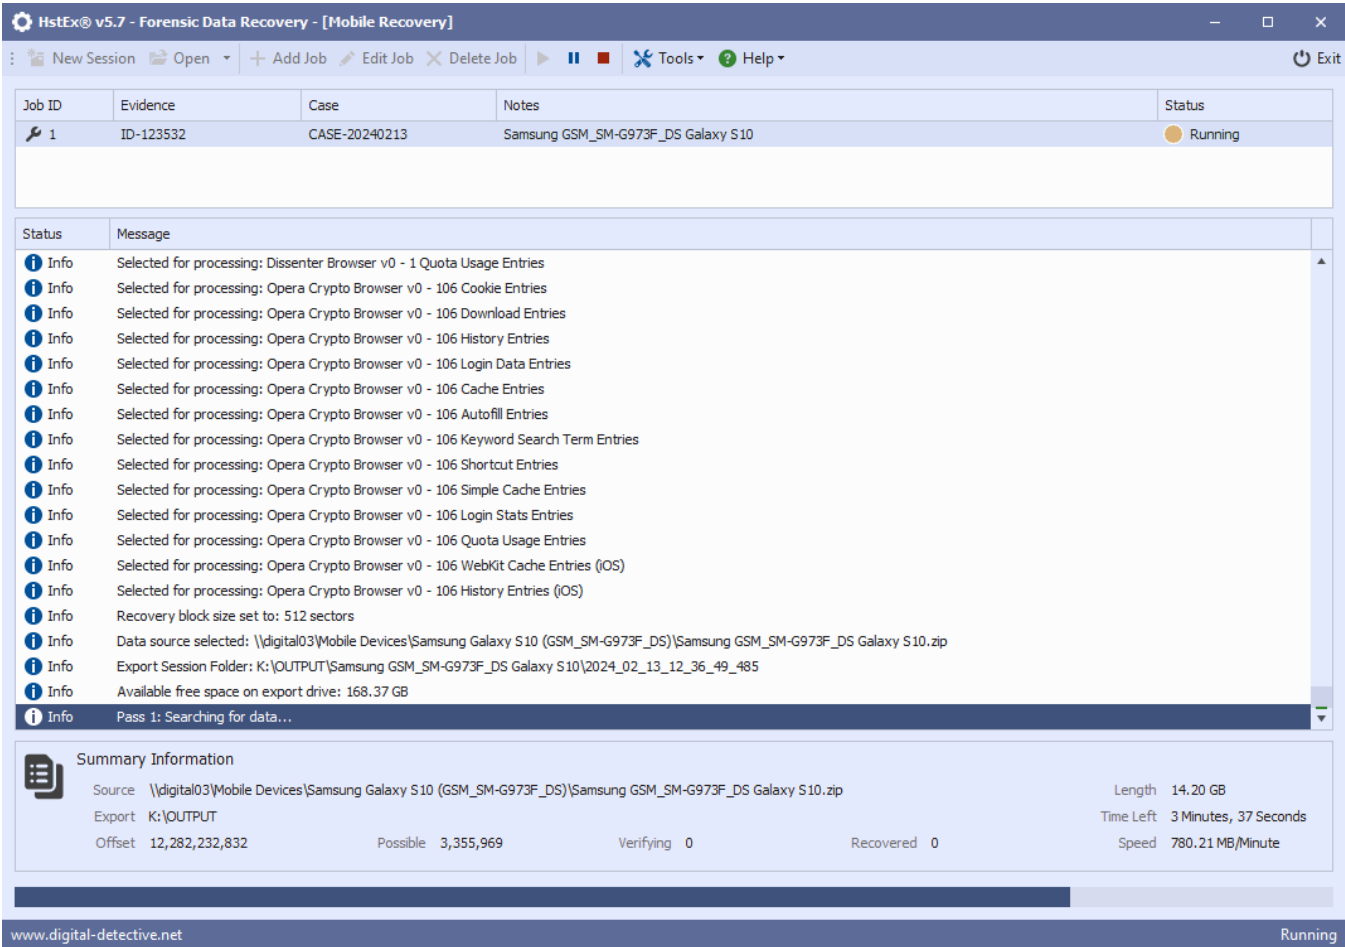 HstEx® v5.7 - Forensic Data Recovery - [Mobile Recovery]
New Session Open Add Job Edit Job Delete Job Tools Help Exit
Job ID Evidence Case Notes Status
1 ID-123532 CASE-20240213 Samsung GSM_SM-G973F_DS Galaxy S10 Running
Status Message
Info Selected for processing: Dissenter Browser v0 - 1 Quota Usage Entries
Info Selected for processing: Opera Crypto Browser v0 - 106 Cookie Entries
Info Selected for processing: Opera Crypto Browser v0 - 106 Download Entries
Info Selected for processing: Opera Crypto Browser v0 - 106 History Entries
Info Selected for processing: Opera Crypto Browser v0 - 106 Login Data Entries
Info Selected for processing: Opera Crypto Browser v0 - 106 Cache Entries
Info Selected for processing: Opera Crypto Browser v0 - 106 Autofill Entries
Info Selected for processing: Opera Crypto Browser v0 - 106 Keyword Search Term Entries
Info Selected for processing: Opera Crypto Browser v0 - 106 Shortcut Entries
Info Selected for processing: Opera Crypto Browser v0 - 106 Simple Cache Entries
Info Selected for processing: Opera Crypto Browser v0 - 106 Login Stats Entries
Info Selected for processing: Opera Crypto Browser v0 - 106 Quota Usage Entries
Info Selected for processing: Opera Crypto Browser v0 - 106 WebKit Cache Entries (iOS)
Info Selected for processing: Opera Crypto Browser v0 - 106 History Entries (iOS)
Info Recovery block size set to: 512 sectors
Info Data source selected: \\digital03\Mobile Devices\Samsung Galaxy S10 (GSM_SM-G973F_DS)\Samsung GSM_SM-G973F_DS Galaxy S10.zip
Info Export Session Folder: K:\OUTPUT\Samsung GSM_SM-G973F_DS Galaxy S10\2024_02_13_12_36_49_485
Info Available free space on export drive: 168.37 GB
Info Pass 1: Searching for data...
Summary Information
Source \\digital03\Mobile Devices\Samsung Galaxy S10 (GSM_SM-G973F_DS)\Samsung GSM_SM-G973F_DS Galaxy S10.zip Length 14.20 GB
Export K:\OUTPUT Time Left 3 Minutes, 37 Seconds
Offset 12,282,232,832 Possible 3,355,969 Verifying 0 Recovered 0 Speed 780.21 MB/Minute
www.digital-detective.net Running